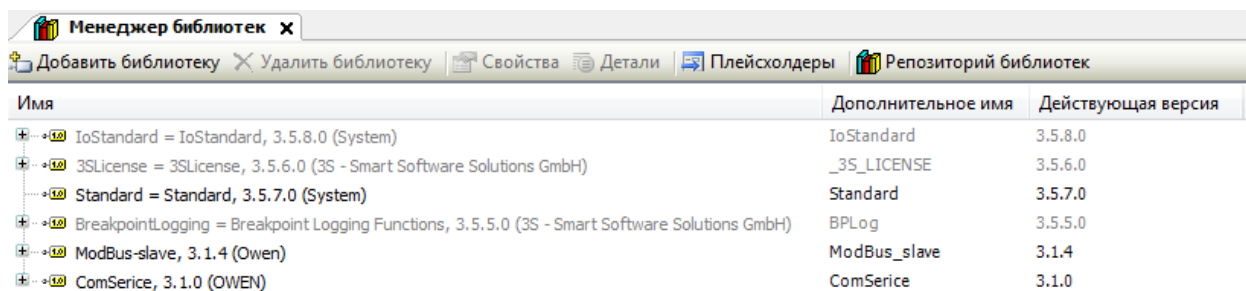 Менеджер библиотек
Добавить библиотеку Удалить библиотеку Свойства Детали Плейсхолдеры Репозиторий библиотек
Имя Дополнительное имя Действующая версия
IoStandard = IoStandard, 3.5.8.0 (System) IoStandard 3.5.8.0
3SLicense = 3SLicense, 3.5.6.0 (3S - Smart Software Solutions GmbH) _3S_LICENSE 3.5.6.0
Standard = Standard, 3.5.7.0 (System) Standard 3.5.7.0
BreakpointLogging = Breakpoint Logging Functions, 3.5.5.0 (3S - Smart Software Solutions GmbH) BPLog 3.5.5.0
ModBus-slave, 3.1.4 (Owen) ModBus_slave 3.1.4
ComSerice, 3.1.0 (OWEN) ComSerice 3.1.0